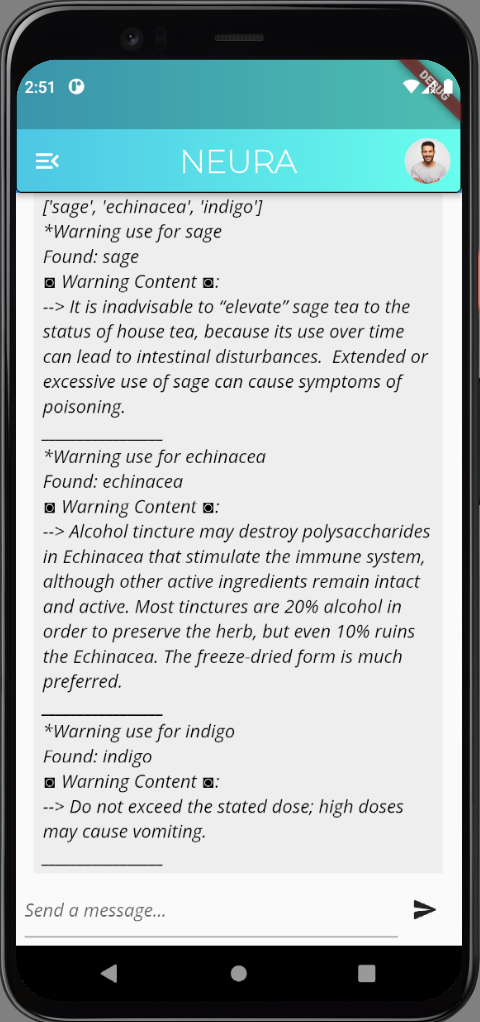 2:51
DEBUG
NEURA
['sage', 'echinacea', 'indigo']
*Warning use for sage
Found: sage
◙ Warning Content ◙:
--> It is inadvisable to “elevate” sage tea to the
status of house tea, because its use over time
can lead to intestinal disturbances.  Extended or
excessive use of sage can cause symptoms of
poisoning.
________________
*Warning use for echinacea
Found: echinacea
◙ Warning Content ◙:
--> Alcohol tincture may destroy polysaccharides
in Echinacea that stimulate the immune system,
although other active ingredients remain intact
and active. Most tinctures are 20% alcohol in
order to preserve the herb, but even 10% ruins
the Echinacea. The freeze-dried form is much
preferred.
________________
*Warning use for indigo
Found: indigo
◙ Warning Content ◙:
--> Do not exceed the stated dose; high doses
may cause vomiting.
________________
Send a message...